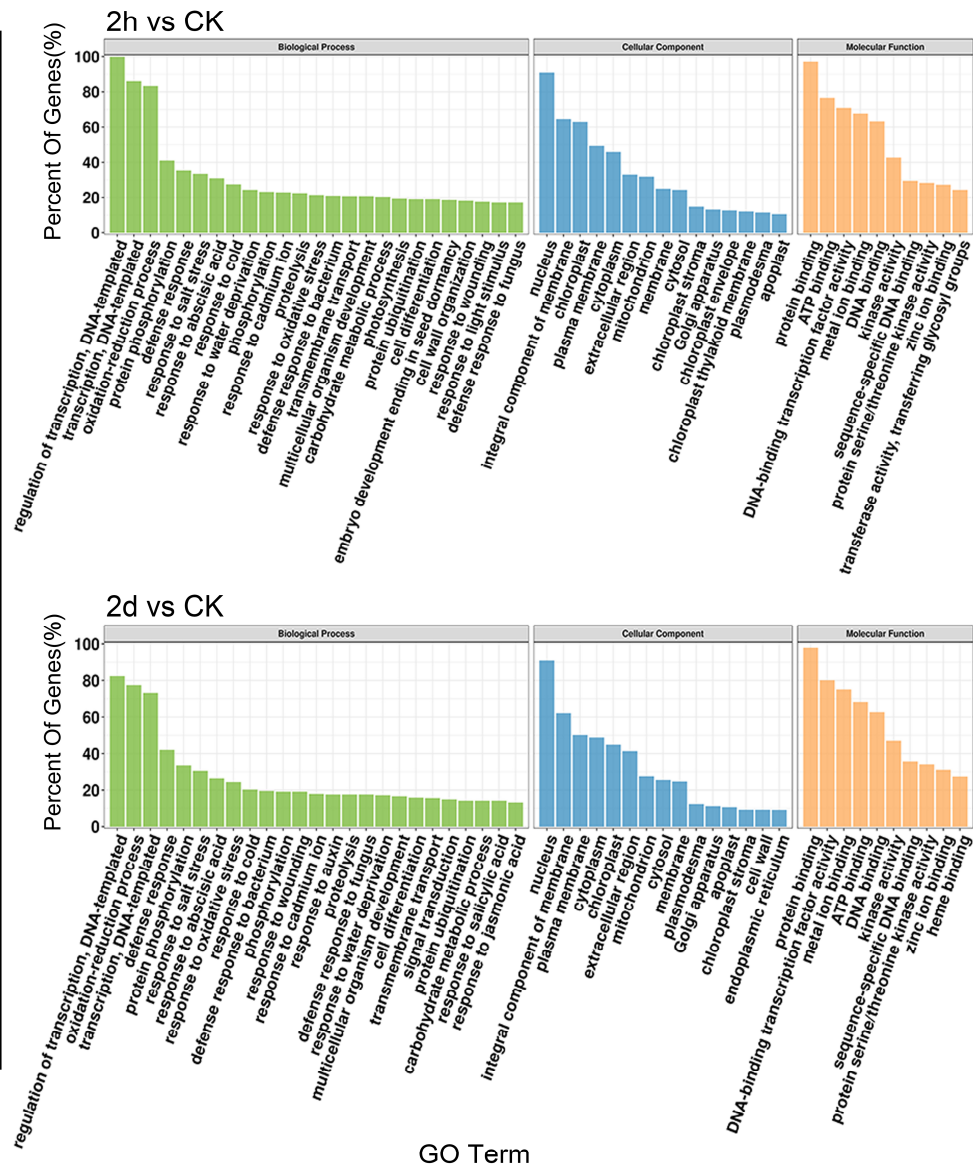 2h vs CK
Percent Of Genes(%)
Biological Process
Cellular Component
Molecular Function
100
80
60
40
20
0
regulation of transcription, DNA-templated
transcription, DNA-templated
oxidation-reduction process
protein phosphorylation
defense response
response to salt stress
response to abscisic acid
response to cold
response to water deprivation
phosphorylation
response to cadmium ion
proteolysis
response to oxidative stress
defense response to bacterium
transmembrane transport
multicellular organism development
carbohydrate metabolic process
photosynthesis
protein ubiquitination
cell differentiation
embryo development ending in seed dormancy
cell wall organization
response to wounding
response to light stimulus
defense response to fungus
nucleus
integral component of membrane
chloroplast
plasma membrane
cytoplasm
extracellular region
mitochondrion
membrane
cytosol
chloroplast stroma
Golgi apparatus
chloroplast envelope
chloroplast thylakoid membrane
plasmodesma
apoplast
protein binding
ATP binding
DNA-binding transcription factor activity
metal ion binding
DNA binding
kinase activity
sequence-specific DNA binding
protein serine/threonine kinase activity
zinc ion binding
transferase activity, transferring glycosyl groups
2d vs CK
Percent Of Genes(%)
Biological Process
Cellular Component
Molecular Function
100
80
60
40
20
0
regulation of transcription, DNA-templated
oxidation-reduction process
transcription, DNA-templated
defense response
protein phosphorylation
response to salt stress
response to abscisic acid
response to oxidative stress
response to cold
defense response to bacterium
phosphorylation
response to wounding
response to cadmium ion
response to auxin
proteolysis
defense response to fungus
response to water deprivation
multicellular organism development
cell differentiation
transmembrane transport
signal transduction
protein ubiquitination
carbohydrate metabolic process
response to salicylic acid
response to jasmonic acid
nucleus
integral component of membrane
plasma membrane
cytoplasm
chloroplast
extracellular region
mitochondrion
cytosol
membrane
plasmodesma
Golgi apparatus
apoplast
chloroplast stroma
cell wall
endoplasmic reticulum
protein binding
DNA-binding transcription factor activity
metal ion binding
ATP binding
DNA binding
kinase activity
sequence-specific DNA binding
protein serine/threonine kinase activity
zinc ion binding
heme binding
GO Term